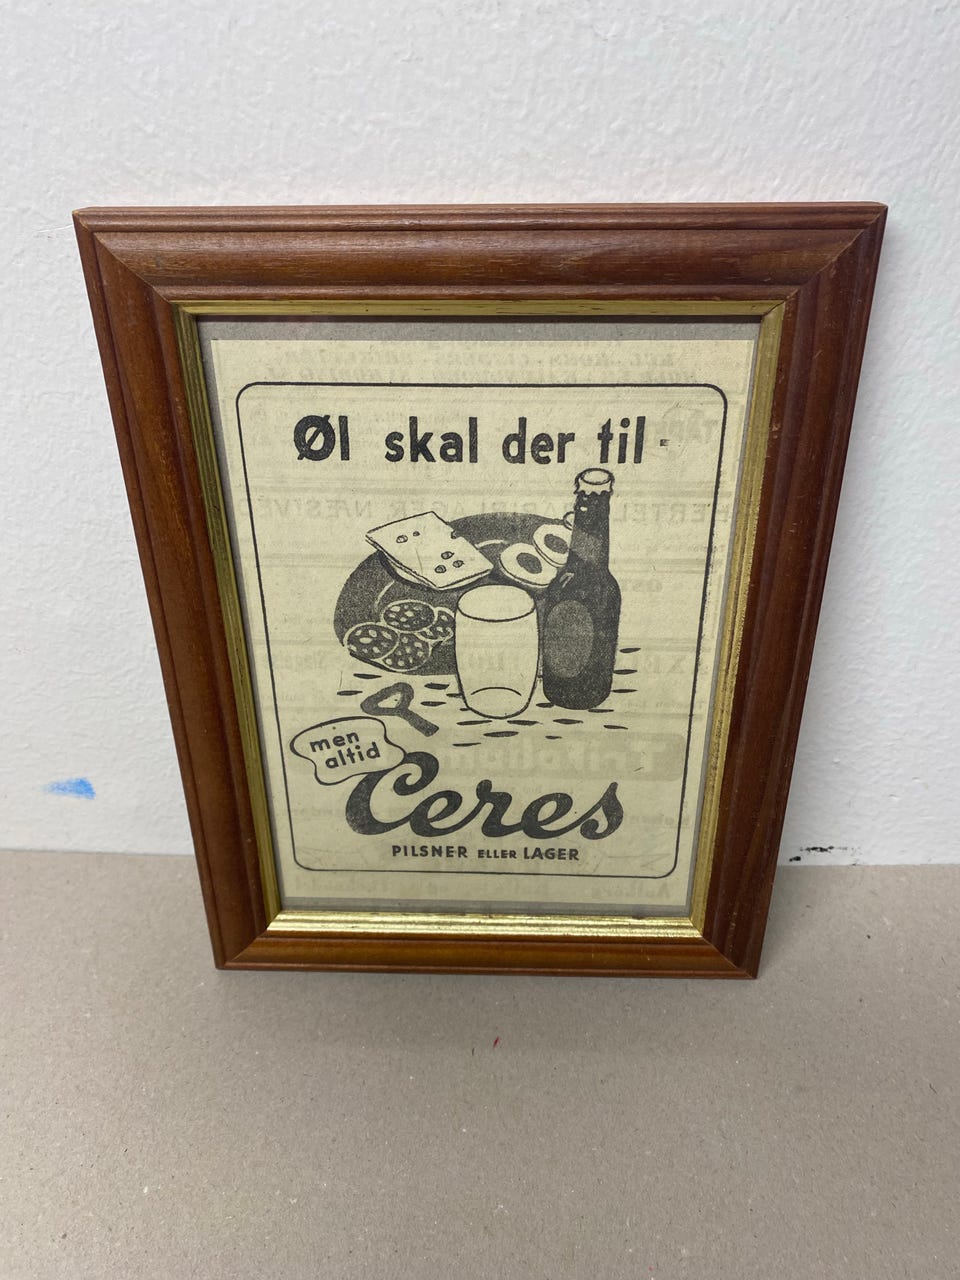 Øl skal der til -
men
altid
Ceres
PILSNER ELLER LAGER